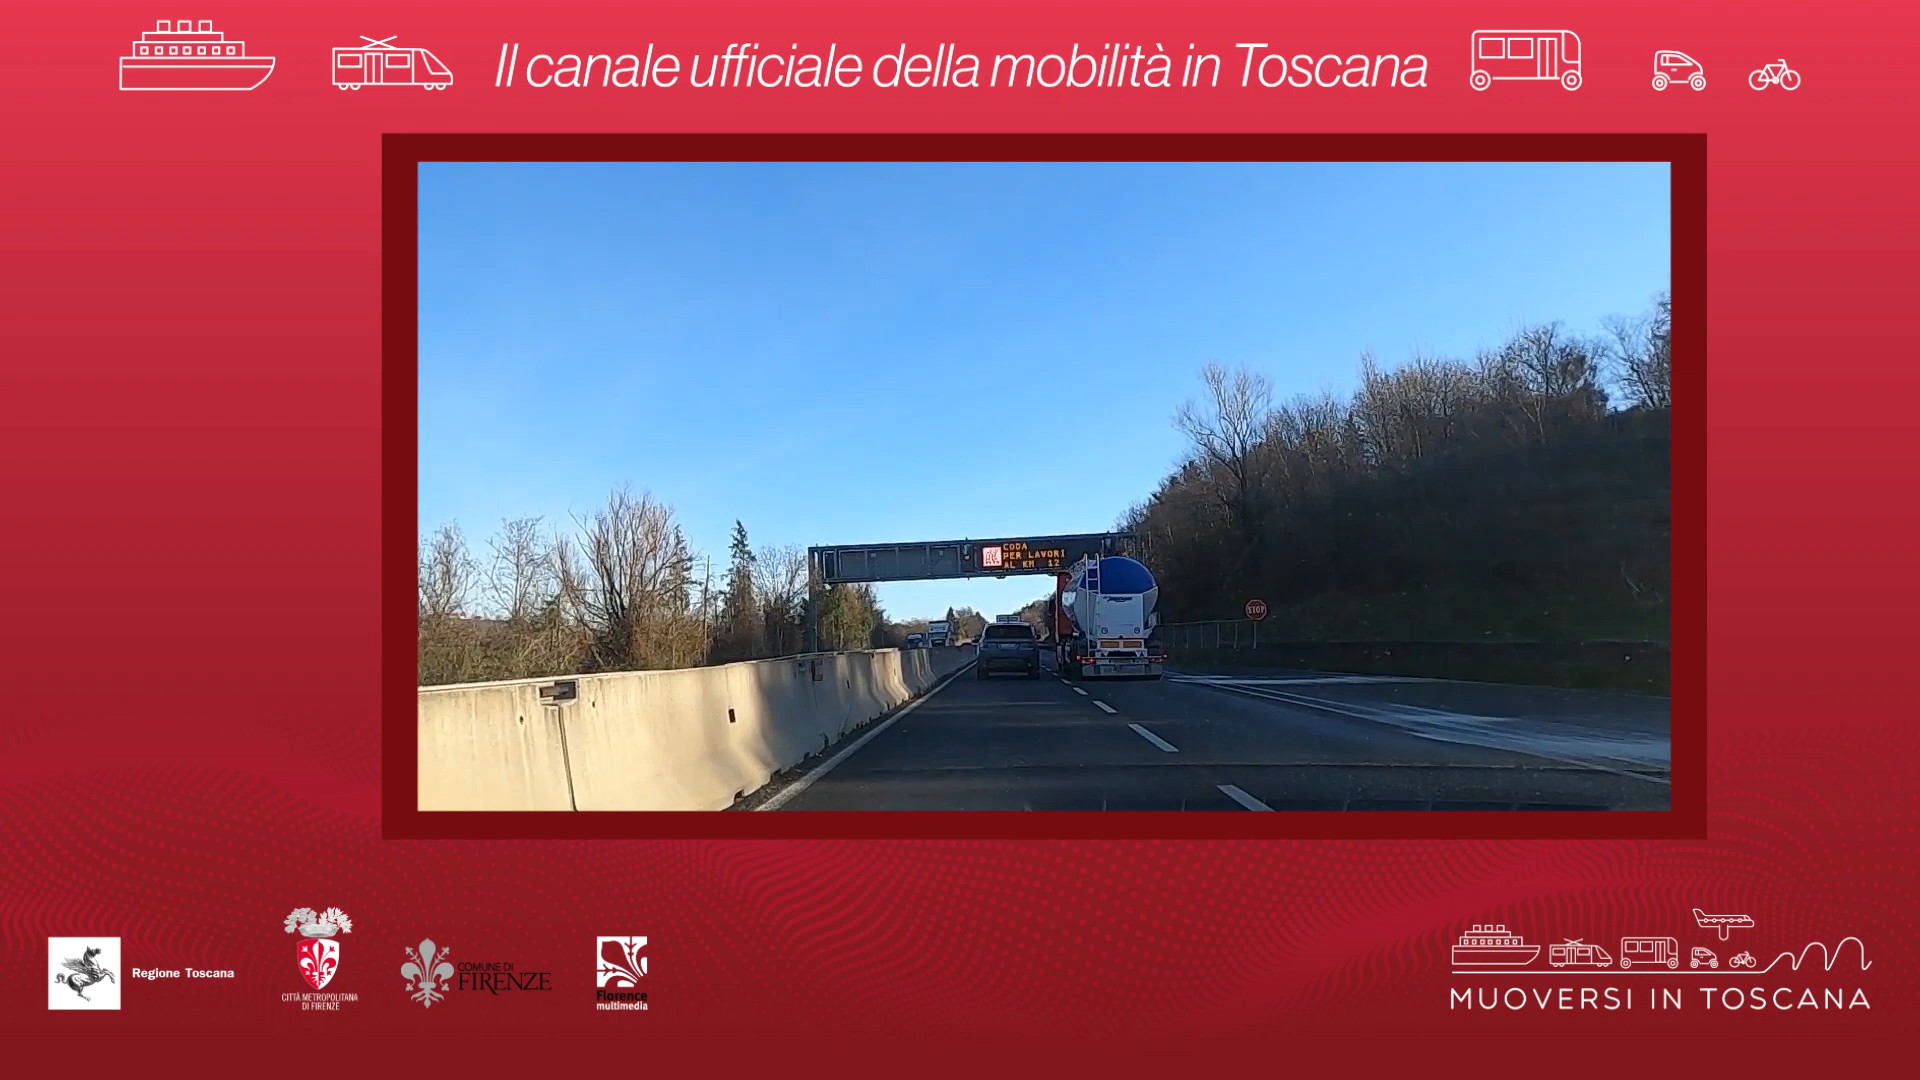 Il canale ufficiale della mobilità in Toscana
CODA
PER LAVORI
AL KM 12
STOP
Regione Toscana
CITTÀ METROPOLITANA
DI FIRENZE
COMUNE DI
FIRENZE
Florence
multimedia
MUOVERSI IN TOSCANA